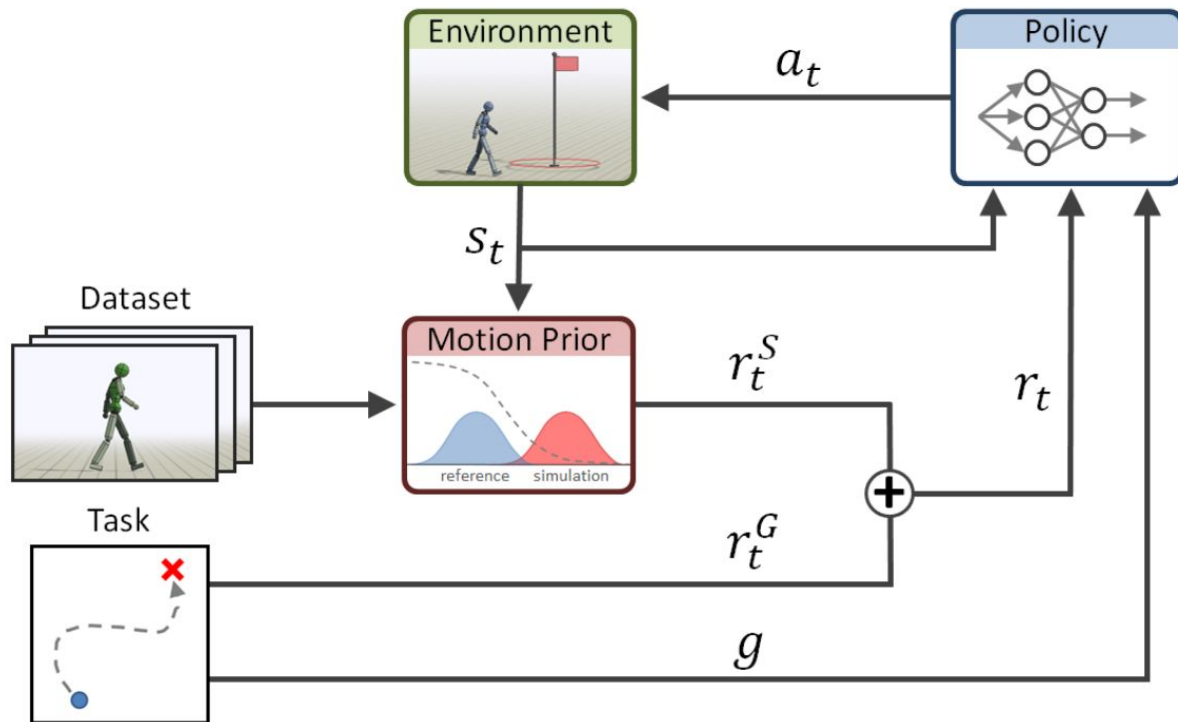 Environment
Policy
a_t
s_t
Dataset
Motion Prior
reference
simulation
r_t^S
r_t
+
Task
r_t^G
g